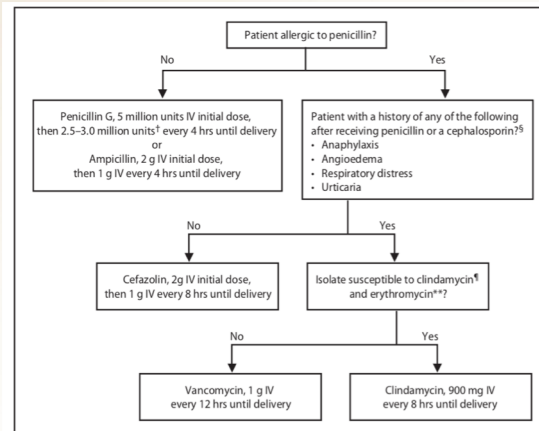 Patient allergic to penicillin?
No
Yes
Penicillin G, 5 million units IV initial dose,
then 2.5–3.0 million units† every 4 hrs until delivery
or
Ampicillin, 2 g IV initial dose,
then 1 g IV every 4 hrs until delivery
Patient with a history of any of the following
after receiving penicillin or a cephalosporin?§
• Anaphylaxis
• Angioedema
• Respiratory distress
• Urticaria
No
Yes
Cefazolin, 2g IV initial dose,
then 1 g IV every 8 hrs until delivery
Isolate susceptible to clindamycin¶
and erythromycin**?
No
Yes
Vancomycin, 1 g IV
every 12 hrs until delivery
Clindamycin, 900 mg IV
every 8 hrs until delivery